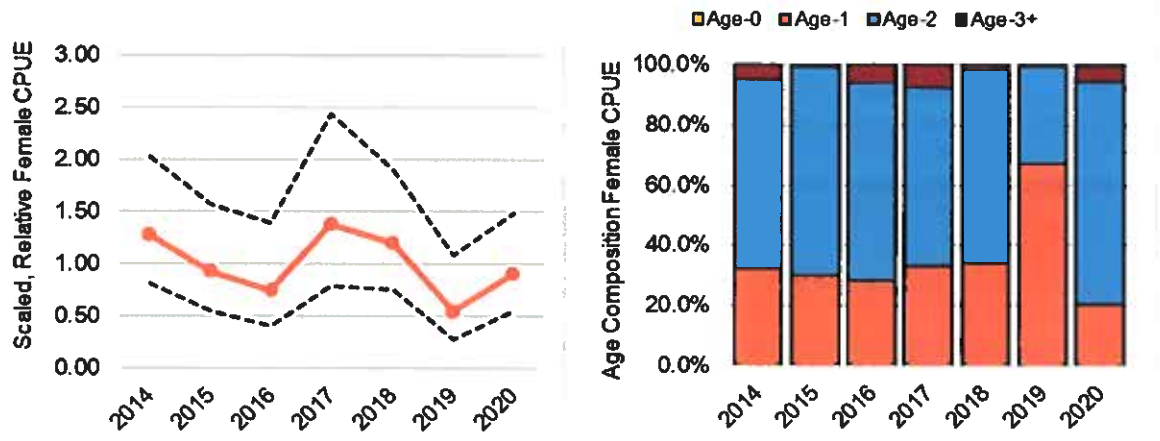 Age-0 Age-1 Age-2 Age-3+
Scaled, Relative Female CPUE
3.00
2.50
2.00
1.50
1.00
0.50
0.00
2014 2015 2016 2017 2018 2019 2020
Age Composition Female CPUE
100.0%
80.0%
60.0%
40.0%
20.0%
0.0%
2014 2015 2016 2017 2018 2019 2020